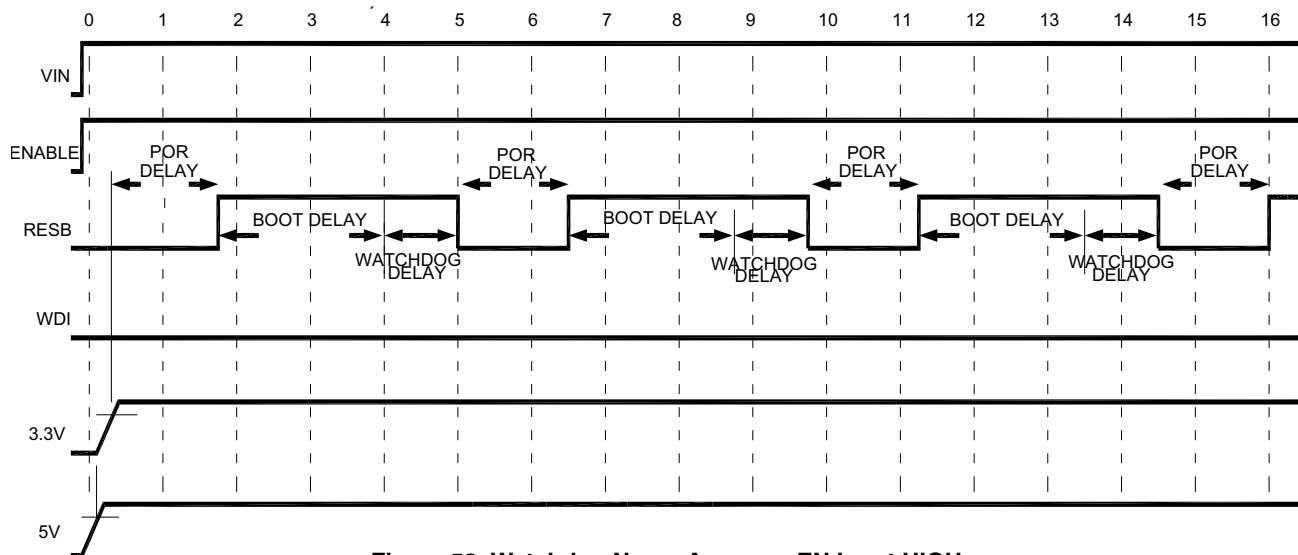 0 1 2 3 4 5 6 7 8 9 10 11 12 13 14 15 16
VIN
ENABLE
POR DELAY
POR DELAY
POR DELAY
POR DELAY
RESB
BOOT DELAY
WATCHDOG DELAY
BOOT DELAY
WATCHDOG DELAY
BOOT DELAY
WATCHDOG DELAY
WDI
3.3V
5V